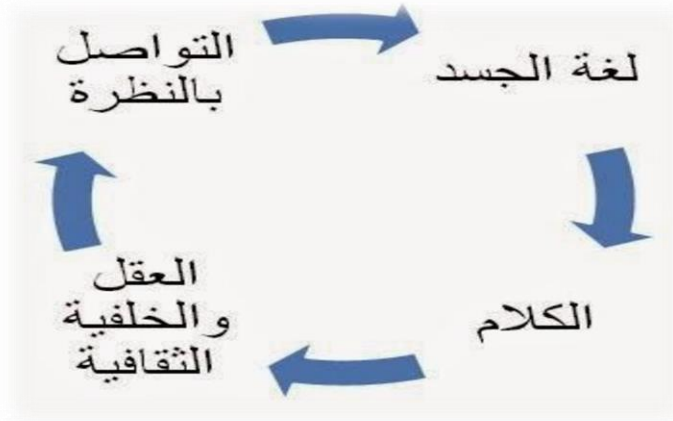 التواصل
بالنظرة
لغة الجسد
الكلام
العقل
والخلفية
الثقافية